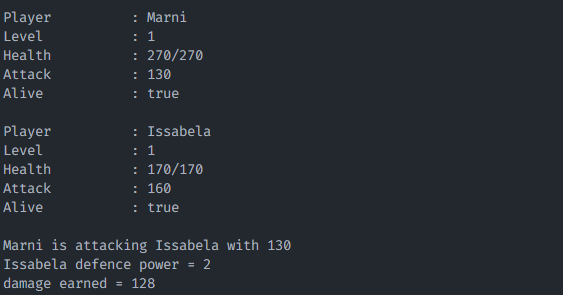 Player          : Marni
Level           : 1
Health          : 270/270
Attack          : 130
Alive           : true

Player          : Issabela
Level           : 1
Health          : 170/170
Attack          : 160
Alive           : true

Marni is attacking Issabela with 130
Issabela defence power = 2
damage earned = 128